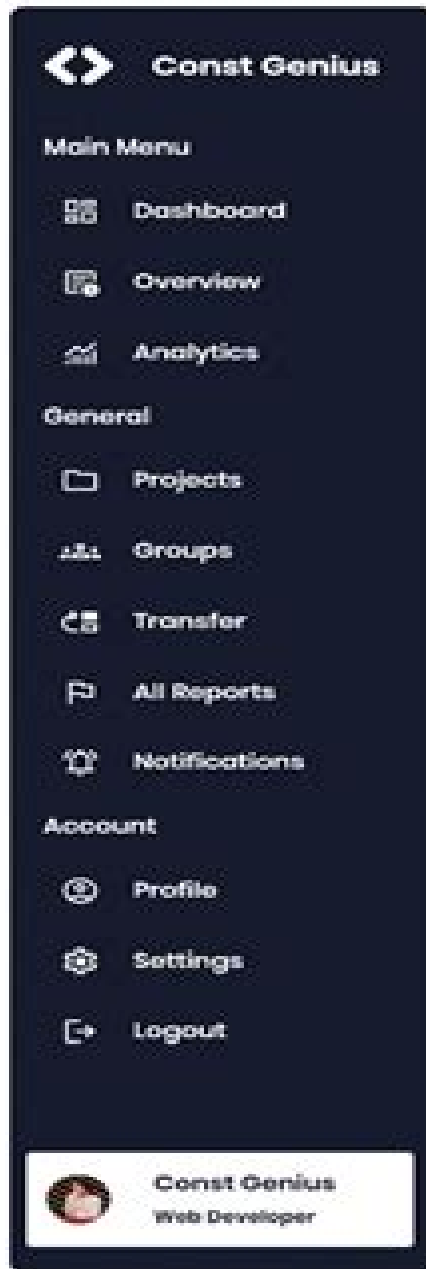 Const Genius
Main Menu
Dashboard
Overview
Analytics
General
Projects
Groups
Transfer
All Reports
Notifications
Account
Profile
Settings
Logout
Const Genius
Web Developer